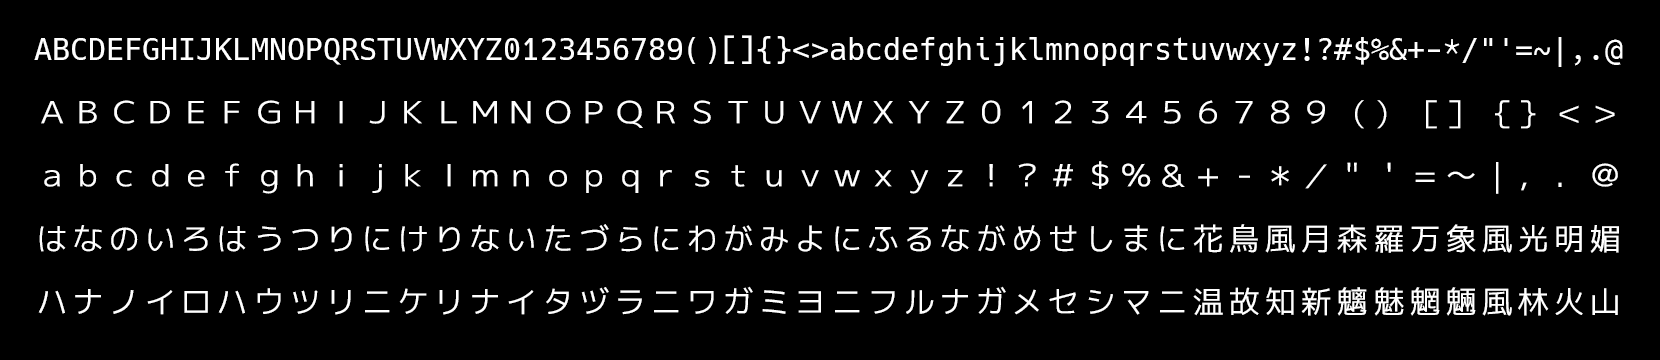 ABCDEFGHIJKLMNOPQRSTUVWXYZ0123456789()[]{}<>abcdefghijklmnopqrstuvwxyz!?#$%&+-*/"'=~|,.@
ＡＢＣＤＥＦＧＨＩＪＫＬＭＮＯＰＱＲＳＴＵＶＷＸＹＺ０１２３４５６７８９（）［］｛｝＜＞
ａｂｃｄｅｆｇｈｉｊｋｌｍｎｏｐｑｒｓｔｕｖｗｘｙｚ！？＃＄％＆＋－＊／＂＇＝～｜，．＠
はなのいろはうつりにけりないたづらにわがみよにふるながめせしまに花鳥風月森羅万象風光明媚
ハナノイロハウツリニケリナイタヅラニワガミヨニフルナガメセシマニ温故知新魑魅魍魎風林火山